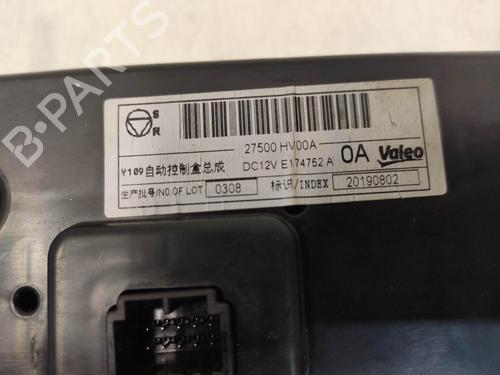 S
R
27500 HV00A
Y109自动控制盒总成 DC12V E174752.A 0A Valeo
生产批号/NO.OF LOT 0308 标识/INDEX 20190802
B-PARTS